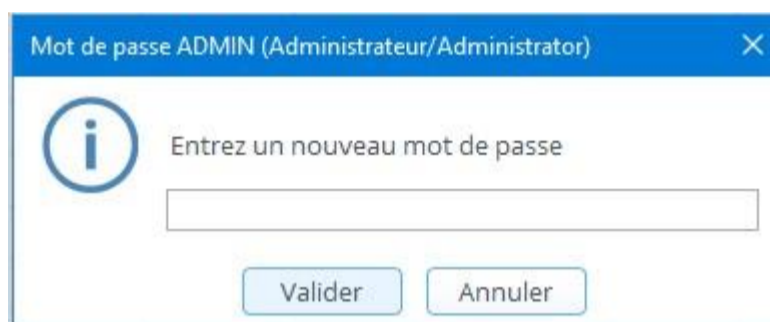 Mot de passe ADMIN (Administrateur/Administrator)
Entrez un nouveau mot de passe
Valider Annuler